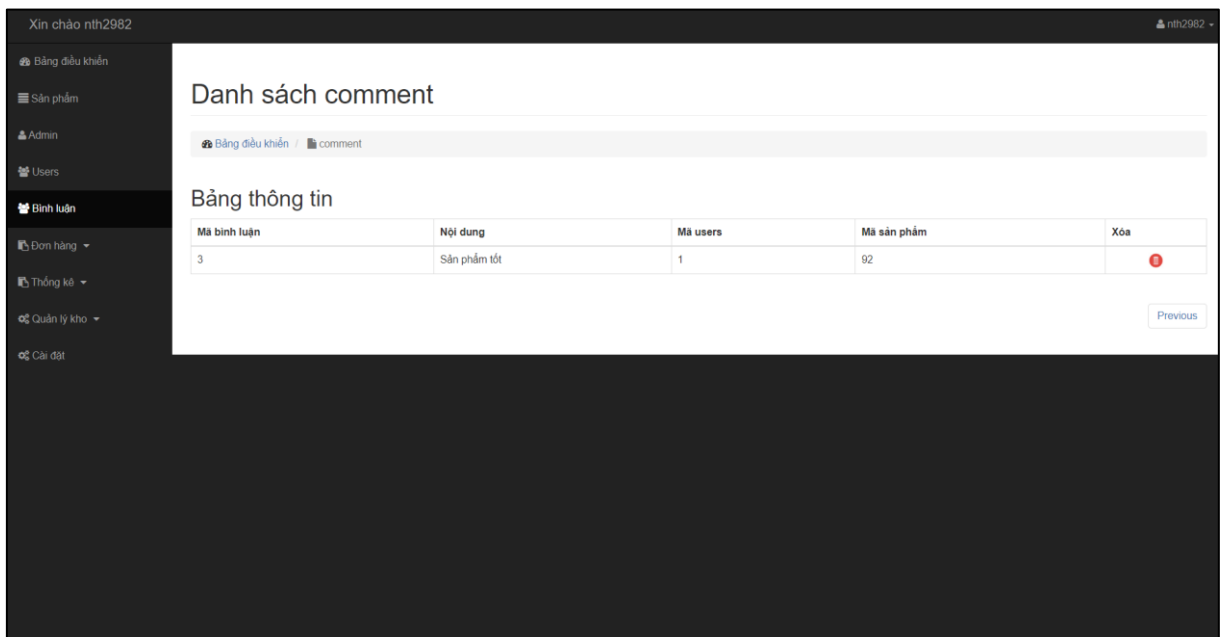 Xin chào nth2982
nth2982
Bảng điều khiển
Sản phẩm
Admin
Users
Bình luận
Đơn hàng
Thống kê
Quản lý kho
Cài đặt
Danh sách comment
Bảng điều khiển / comment
Bảng thông tin
Mã bình luận Nội dung Mã users Mã sản phẩm Xóa
3 Sản phẩm tốt 1 92
Previous